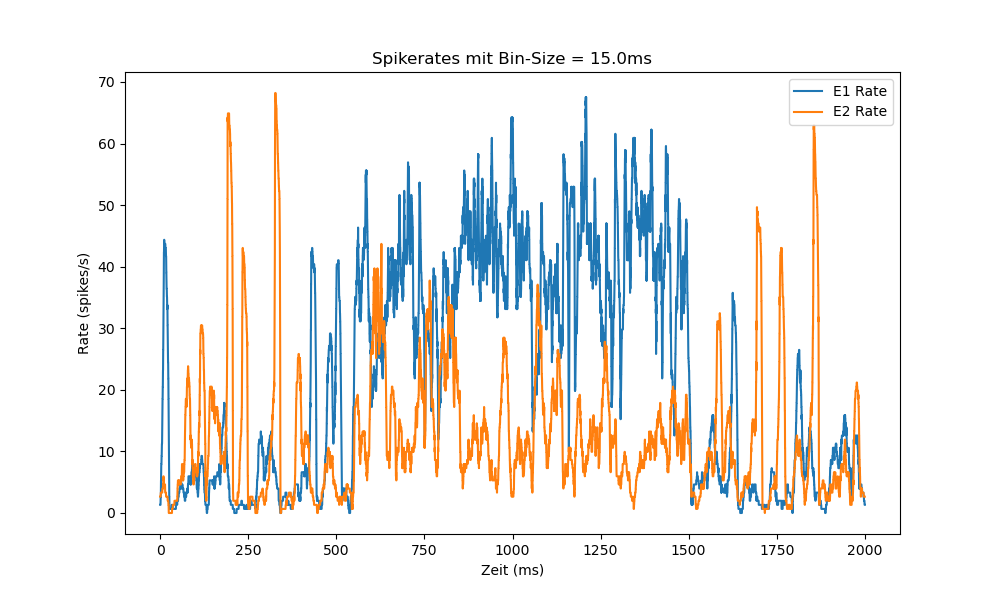 Spikerates mit Bin-Size = 15.0ms
E1 Rate
E2 Rate
70
60
50
40
30
20
10
0
Rate (spikes/s)
0 250 500 750 1000 1250 1500 1750 2000
Zeit (ms)